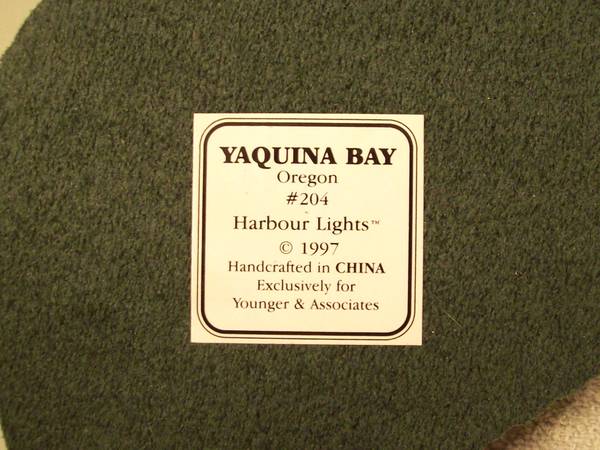 YAQUINA BAY
Oregon
#204
Harbour Lights™
© 1997
Handcrafted in CHINA
Exclusively for
Younger & Associates